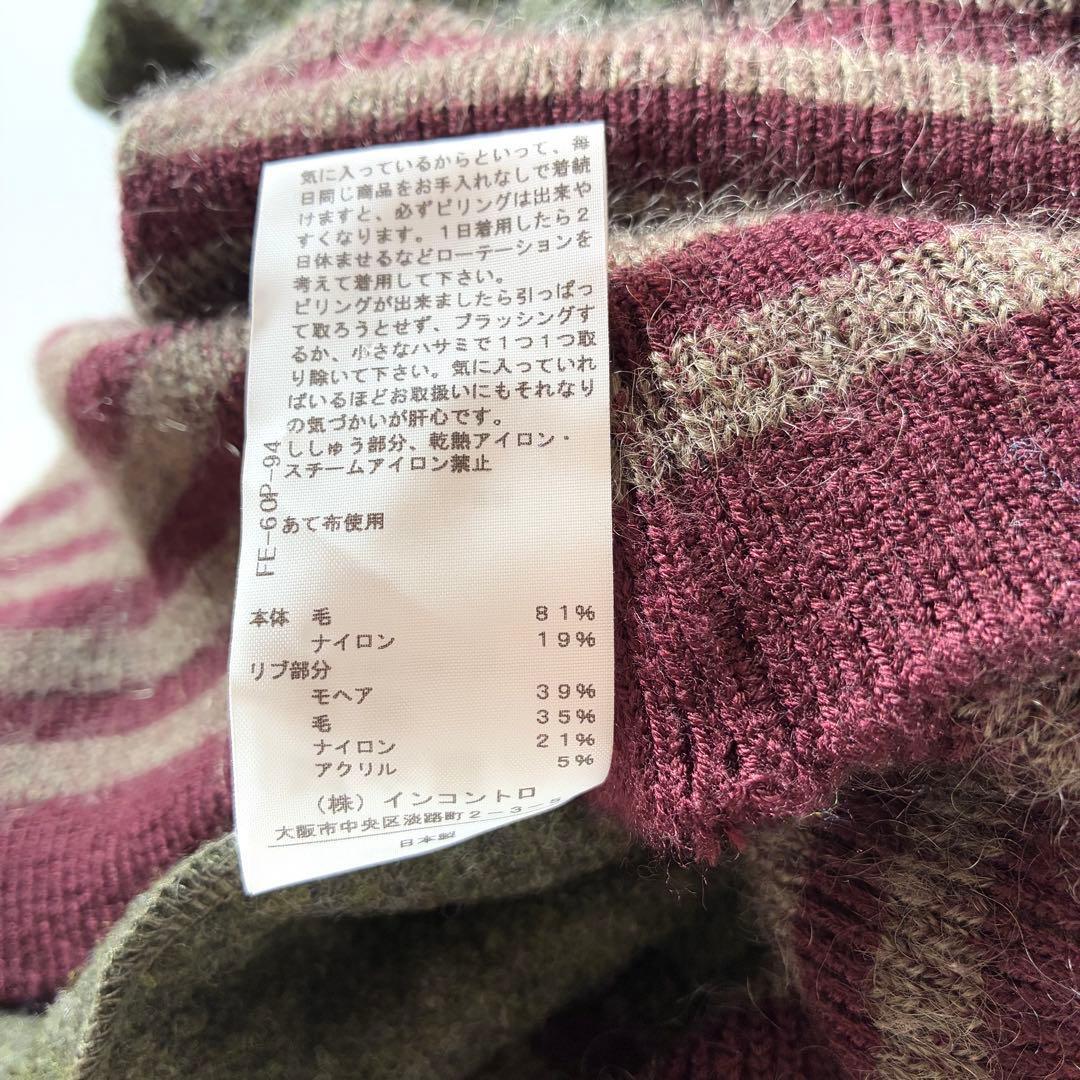 気に入っているからといって、毎
日同じ商品をお手入れなしで着続
けますと、必ずピリングは出来や
すくなります。1日着用したら2
日休ませるなどローテーションを
考えて着用して下さい。
ピリングが出来ましたら引っぱっ
て取ろうとせず、ブラッシングす
るか、小さなハサミで1つ1つ取
り除いて下さい。気に入っていれ
ばいるほどお取扱いにもそれなり
の気づかいが肝心です。
ししゅう部分、乾熱アイロン・
スチームアイロン禁止
あて布使用
FE-60P-94
本体 毛 81%
ナイロン 19%
リブ部分
モヘア 39%
毛 35%
ナイロン 21%
アクリル 5%
(株)インコントロ
大阪市中央区淡路町2-3-5
日本製